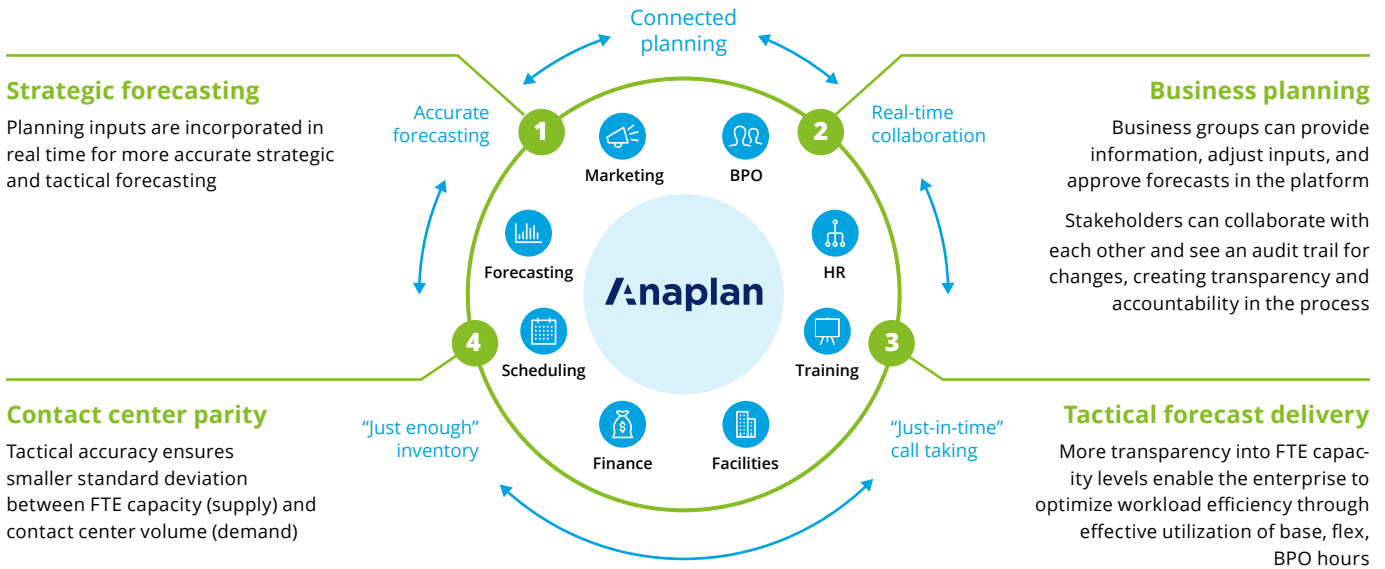 Connected
planning
Strategic forecasting
Planning inputs are incorporated in
real time for more accurate strategic
and tactical forecasting
Accurate
forecasting
1
2
Real-time
collaboration
Business planning
Business groups can provide
information, adjust inputs, and
approve forecasts in the platform
Stakeholders can collaborate with
each other and see an audit trail for
changes, creating transparency and
accountability in the process
Marketing
BPO
Forecasting
HR
Anaplan
4
3
Scheduling
Training
Finance
Facilities
Contact center parity
Tactical accuracy ensures
smaller standard deviation
between FTE capacity (supply) and
contact center volume (demand)
“Just enough”
inventory
“Just-in-time”
call taking
Tactical forecast delivery
More transparency into FTE capac-
ity levels enable the enterprise to
optimize workload efficiency through
effective utilization of base, flex,
BPO hours